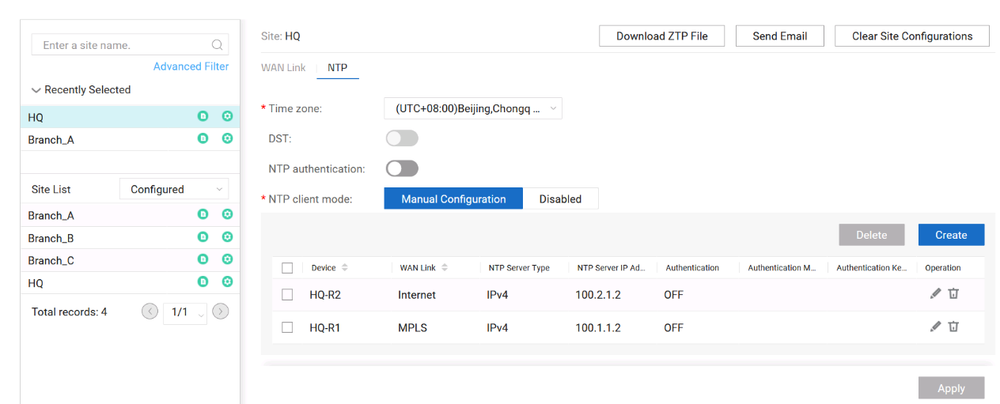 Enter a site name.
Advanced Filter
Recently Selected
HQ
Branch_A
Site List Configured
Branch_A
Branch_B
Branch_C
HQ
Total records: 4 1/1
Site: HQ Download ZTP File Send Email Clear Site Configurations
WAN Link NTP
* Time zone: (UTC+08:00)Beijing,Chongq ...
DST:
NTP authentication:
* NTP client mode: Manual Configuration Disabled
Delete Create
Device WAN Link NTP Server Type NTP Server IP Ad... Authentication Authentication M... Authentication Ke... Operation
HQ-R2 Internet IPv4 100.2.1.2 OFF
HQ-R1 MPLS IPv4 100.1.1.2 OFF
Apply